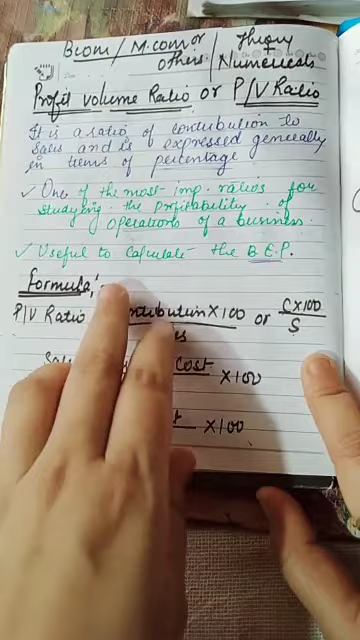 Bcom / M.com or others / Theory Numericals
Profit volume Ratio or P/V Ratio
It is a ratio of contribution to
sales and is expressed generally
in terms of percentage
✓ One of the most imp. ratios for
studying the profitability of
operations of a business.
✓ Useful to Calculate the B.E.P.
Formula:-
P/V Ratio Contribution X 100 or C X 100
S
Cost X 100
X 100